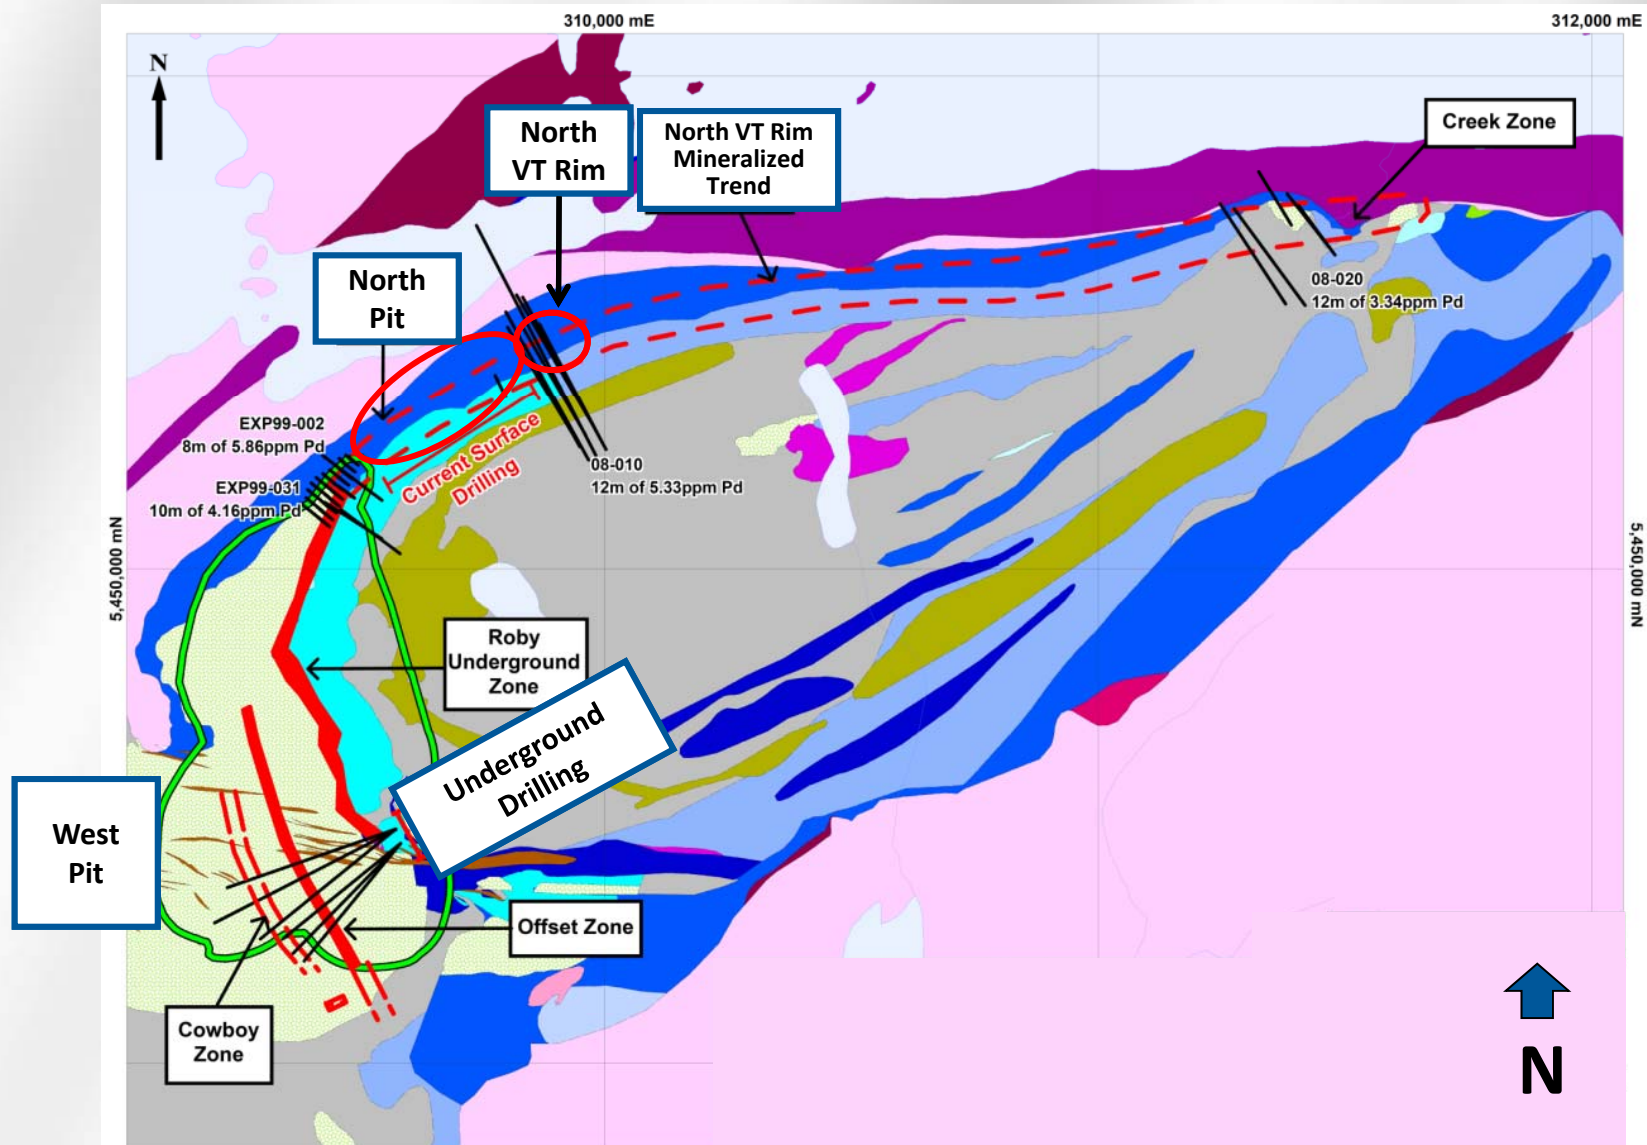 310,000 mE
312,000 mE
N
North
VT Rim
North VT Rim
Mineralized
Trend
Creek Zone
North
Pit
08-020
12m of 3.34ppm Pd
EXP99-002
8m of 5.86ppm Pd
EXP99-031
10m of 4.16ppm Pd
Current Surface
Drilling
08-010
12m of 5.33ppm Pd
5,450,000 mN
5,450,000 mN
Roby
Underground
Zone
Underground
Drilling
West
Pit
Offset Zone
Cowboy
Zone
N